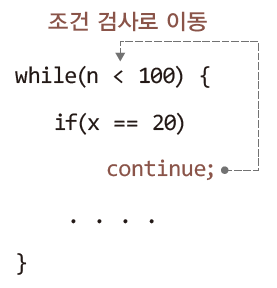 조건 검사로 이동
while(n < 100) {
if(x == 20)
continue;
. . . .
}